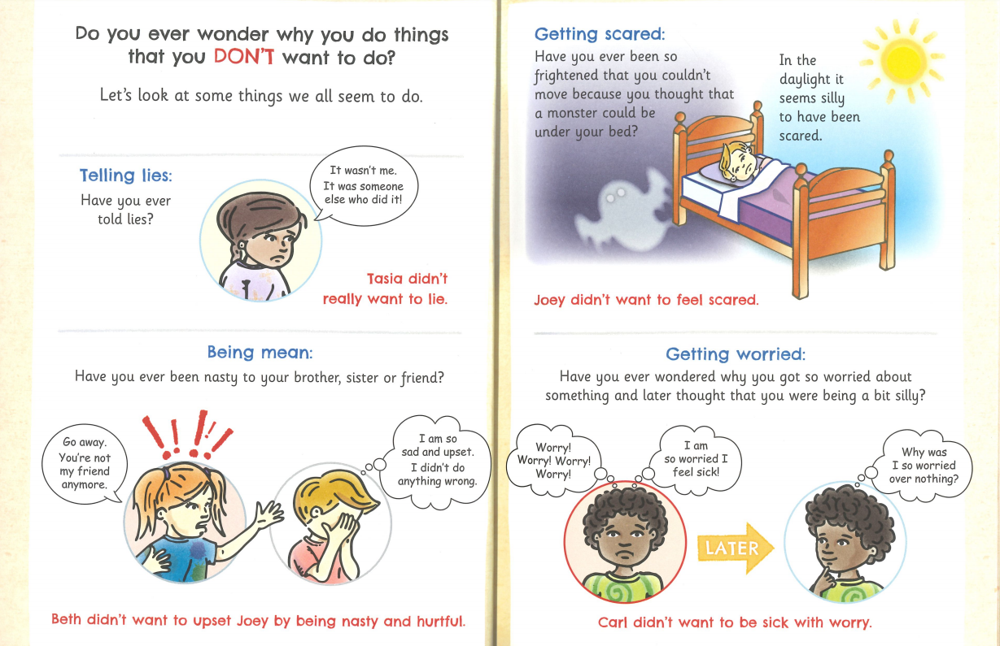 Do you ever wonder why you do things
that you DON'T want to do?
Let's look at some things we all seem to do.
Telling lies:
Have you ever
told lies?
It wasn't me.
It was someone
else who did it!
Tasia didn't
really want to lie.
Being mean:
Have you ever been nasty to your brother, sister or friend?
Go away.
You're not
my friend
anymore.
I am so
sad and upset.
I didn't do
anything wrong.
Beth didn't want to upset Joey by being nasty and hurtful.
Getting scared:
Have you ever been so
frightened that you couldn't
move because you thought that
a monster could be
under your bed?
In the
daylight it
seems silly
to have been
scared.
Joey didn't want to feel scared.
Getting worried:
Have you ever wondered why you got so worried about
something and later thought that you were being a bit silly?
Worry!
Worry! Worry!
Worry!
I am
so worried I
feel sick!
LATER
Why was
I so worried
over nothing?
Carl didn't want to be sick with worry.